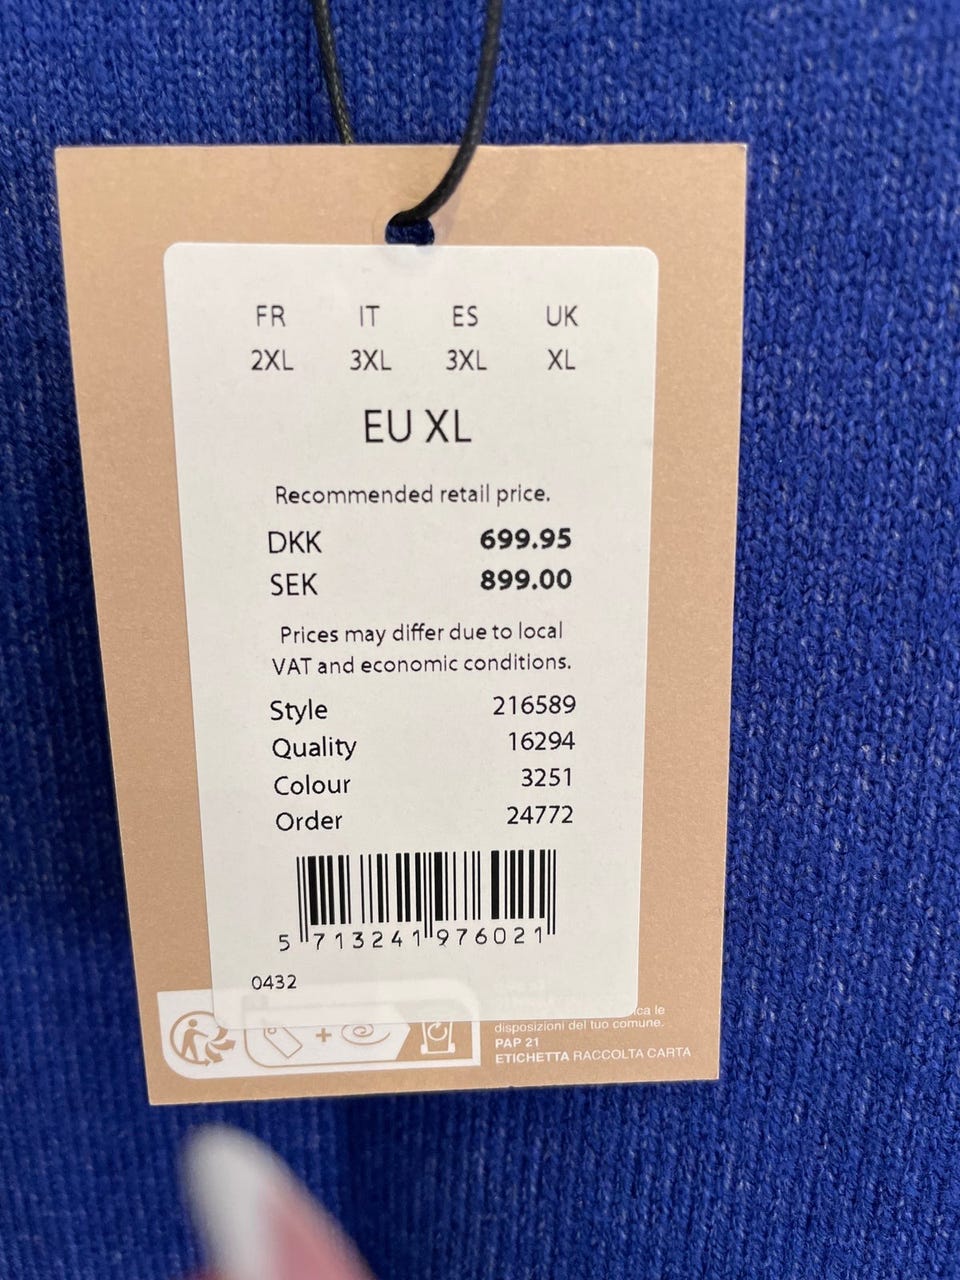 FR IT ES UK
2XL 3XL 3XL XL
EU XL
Recommended retail price.
DKK 699.95
SEK 899.00
Prices may differ due to local
VAT and economic conditions.
Style 216589
Quality 16294
Colour 3251
Order 24772
5 713241 976021
0432
le
disposizioni del tuo comune.
PAP 21
ETICHETTA RACCOLTA CARTA